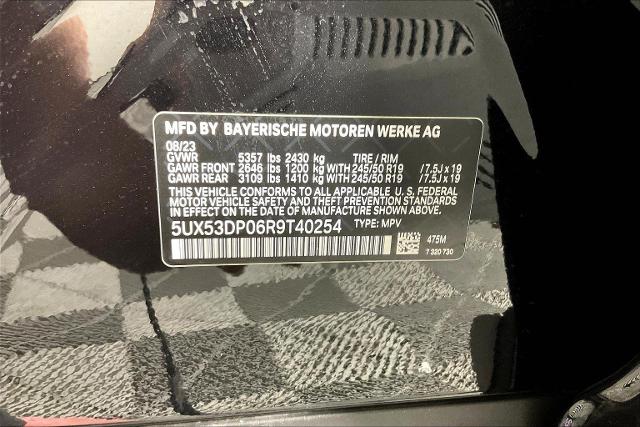 MFD BY BAYERISCHE MOTOREN WERKE AG
08/23
GVWR 5357 lbs 2430 kg TIRE / RIM
GAWR FRONT 2646 lbs 1200 kg WITH 245/50 R19 / 7.5J x 19
GAWR REAR 3109 lbs 1410 kg WITH 245/50 R19 / 7.5J x 19
THIS VEHICLE CONFORMS TO ALL APPLICABLE U. S. FEDERAL
MOTOR VEHICLE SAFETY AND THEFT PREVENTION STANDARDS
IN EFFECT ON THE DATE OF MANUFACTURE SHOWN ABOVE.
5UX53DP06R9T40254 TYPE: MPV
475M
7 320 730